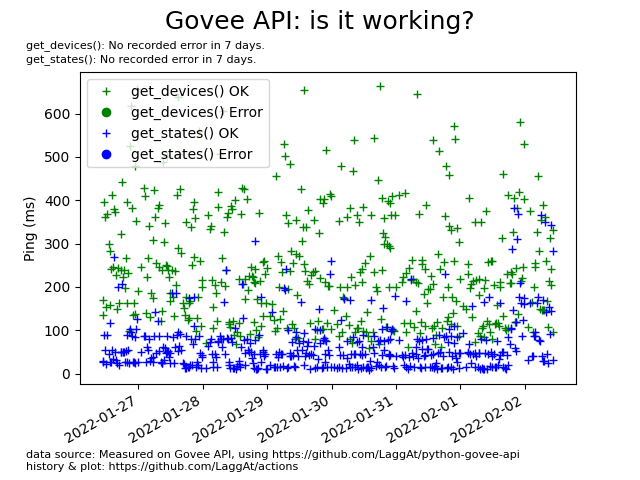 Govee API: is it working?
get_devices(): No recorded error in 7 days.
get_states(): No recorded error in 7 days.
get_devices() OK
get_devices() Error
get_states() OK
get_states() Error
600
500
400
300
200
100
0
Ping (ms)
2022-01-27
2022-01-28
2022-01-29
2022-01-30
2022-01-31
2022-02-01
2022-02-02
data source: Measured on Govee API, using https://github.com/LaggAt/python-govee-api
history & plot: https://github.com/LaggAt/actions